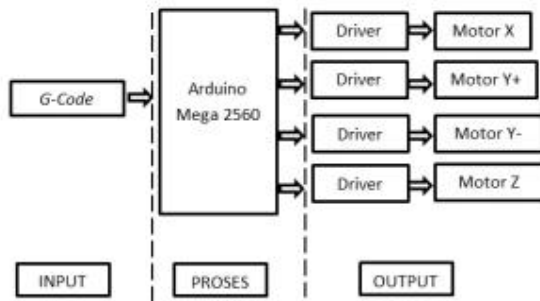 Driver
Motor X
G-Code
Arduino
Mega 2560
Driver
Motor Y+
Driver
Motor Y-
Driver
Motor Z
INPUT
PROSES
OUTPUT